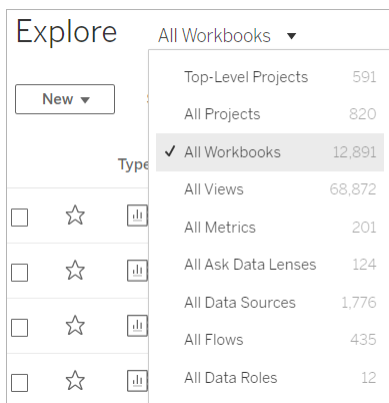 Explore All Workbooks
Top-Level Projects 591
New
All Projects 820
All Workbooks 12,891
Type
All Views 68,872
All Metrics 201
All Ask Data Lenses 124
All Data Sources 1,776
All Flows 435
All Data Roles 12